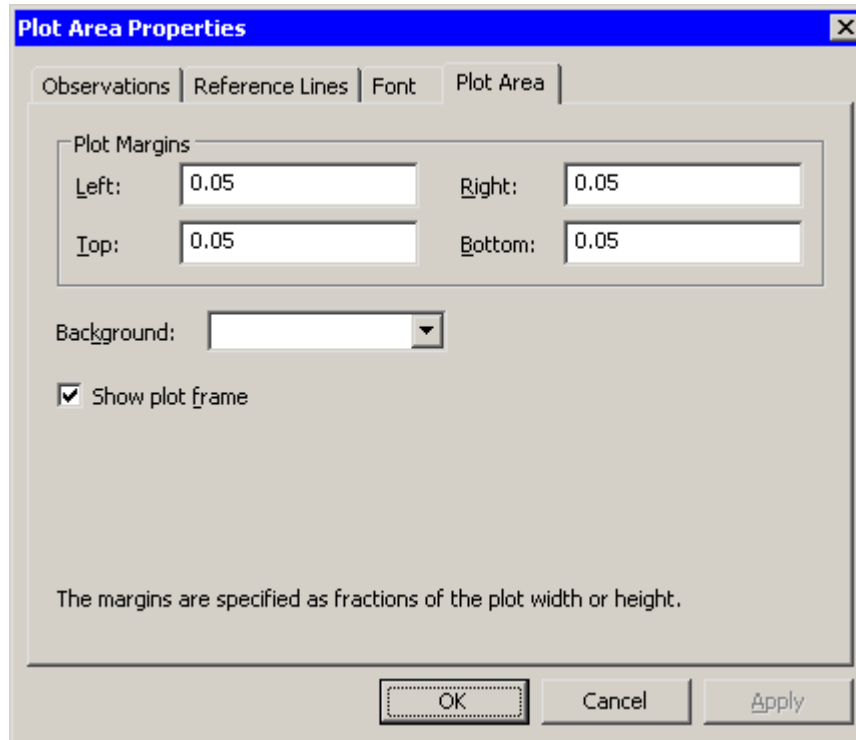 Plot Area Properties
Observations Reference Lines Font Plot Area
Plot Margins
Left: 0.05 Right: 0.05
Top: 0.05 Bottom: 0.05
Background:
Show plot frame
The margins are specified as fractions of the plot width or height.
OK Cancel Apply